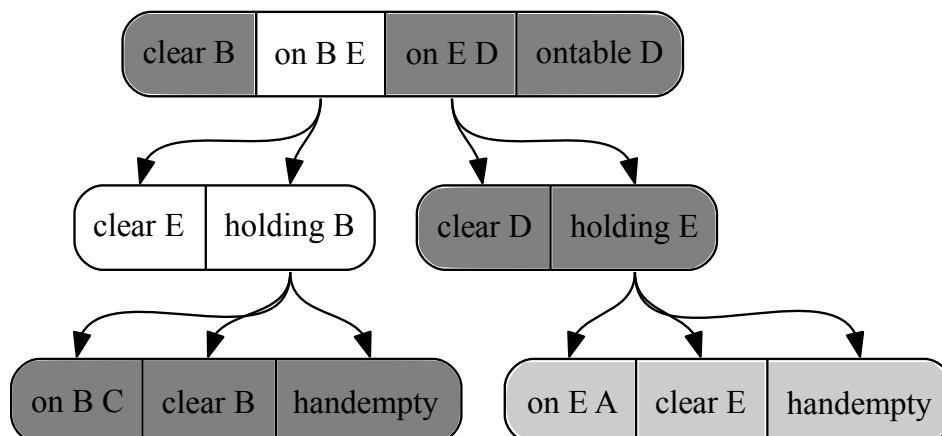 clear B on B E on E D ontable D
clear E holding B clear D holding E
on B C clear B handempty on E A clear E handempty